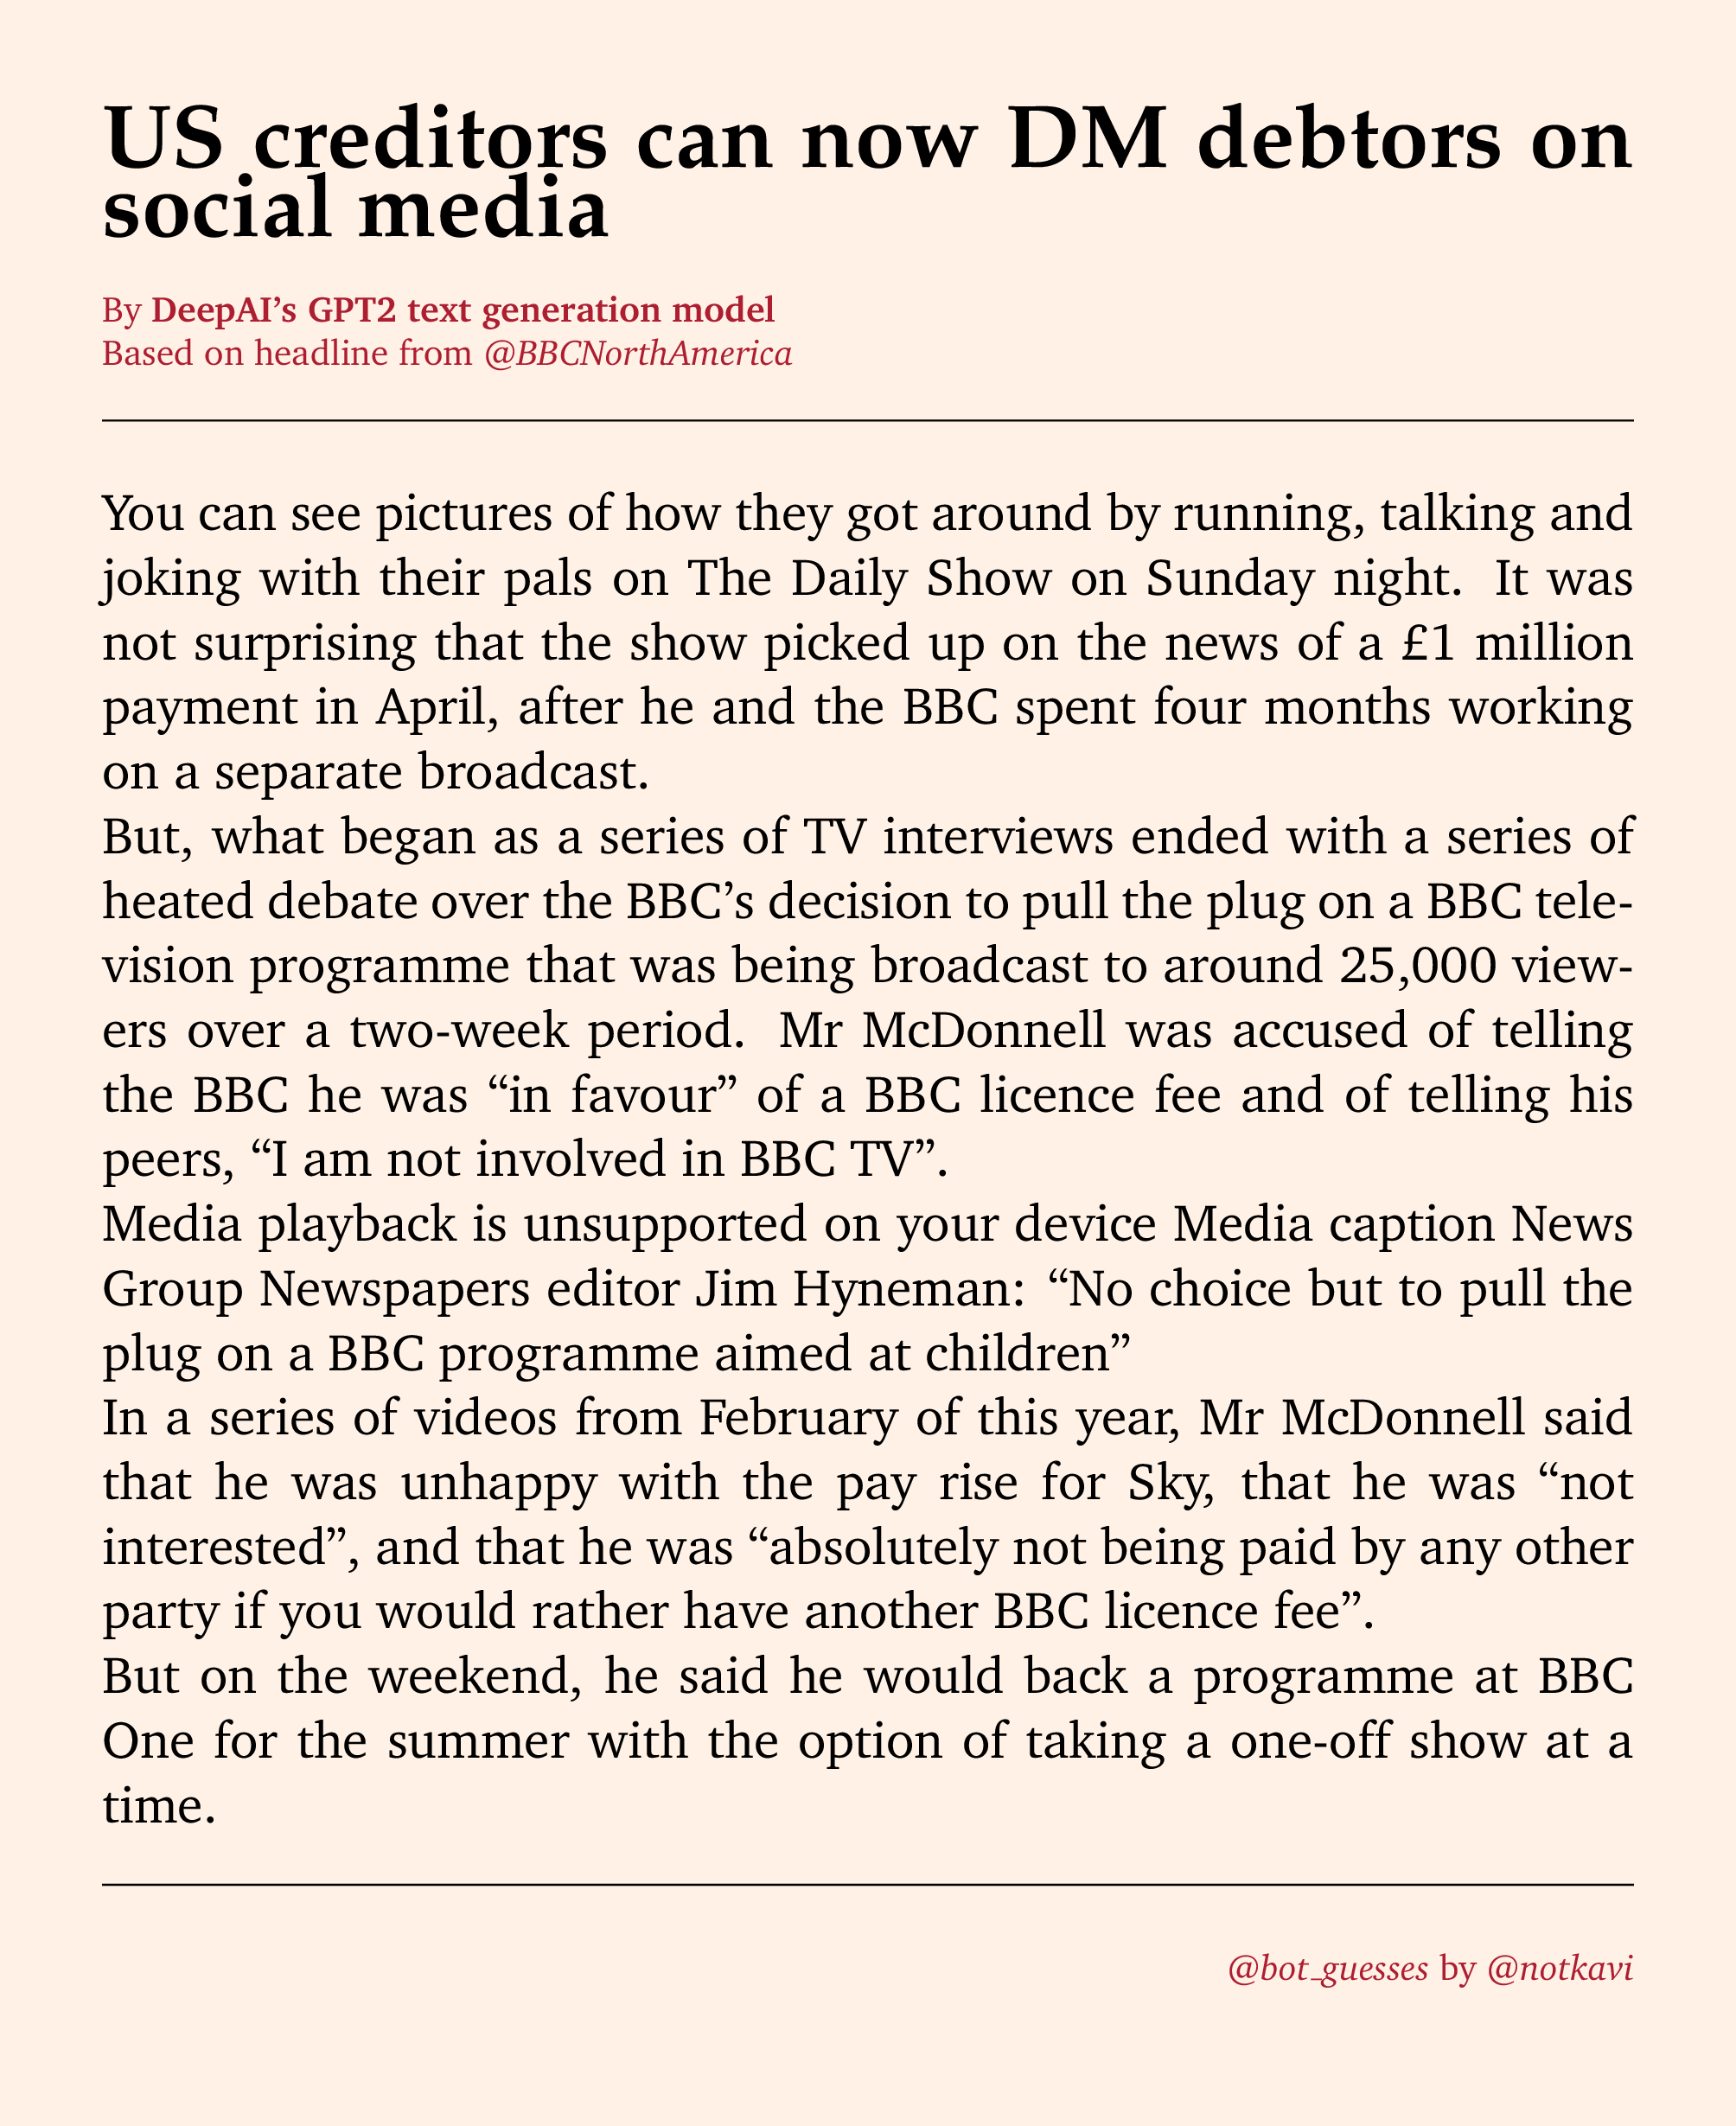 US creditors can now DM debtors on
social media
By DeepAI’s GPT2 text generation model
Based on headline from @BBCNorthAmerica
You can see pictures of how they got around by running, talking and
joking with their pals on The Daily Show on Sunday night. It was
not surprising that the show picked up on the news of a £1 million
payment in April, after he and the BBC spent four months working
on a separate broadcast.
But, what began as a series of TV interviews ended with a series of
heated debate over the BBC’s decision to pull the plug on a BBC tele-
vision programme that was being broadcast to around 25,000 view-
ers over a two-week period. Mr McDonnell was accused of telling
the BBC he was “in favour” of a BBC licence fee and of telling his
peers, “I am not involved in BBC TV”.
Media playback is unsupported on your device Media caption News
Group Newspapers editor Jim Hyneman: “No choice but to pull the
plug on a BBC programme aimed at children”
In a series of videos from February of this year, Mr McDonnell said
that he was unhappy with the pay rise for Sky, that he was “not
interested”, and that he was “absolutely not being paid by any other
party if you would rather have another BBC licence fee”.
But on the weekend, he said he would back a programme at BBC
One for the summer with the option of taking a one-off show at a
time.
@bot_guesses by @notkavi